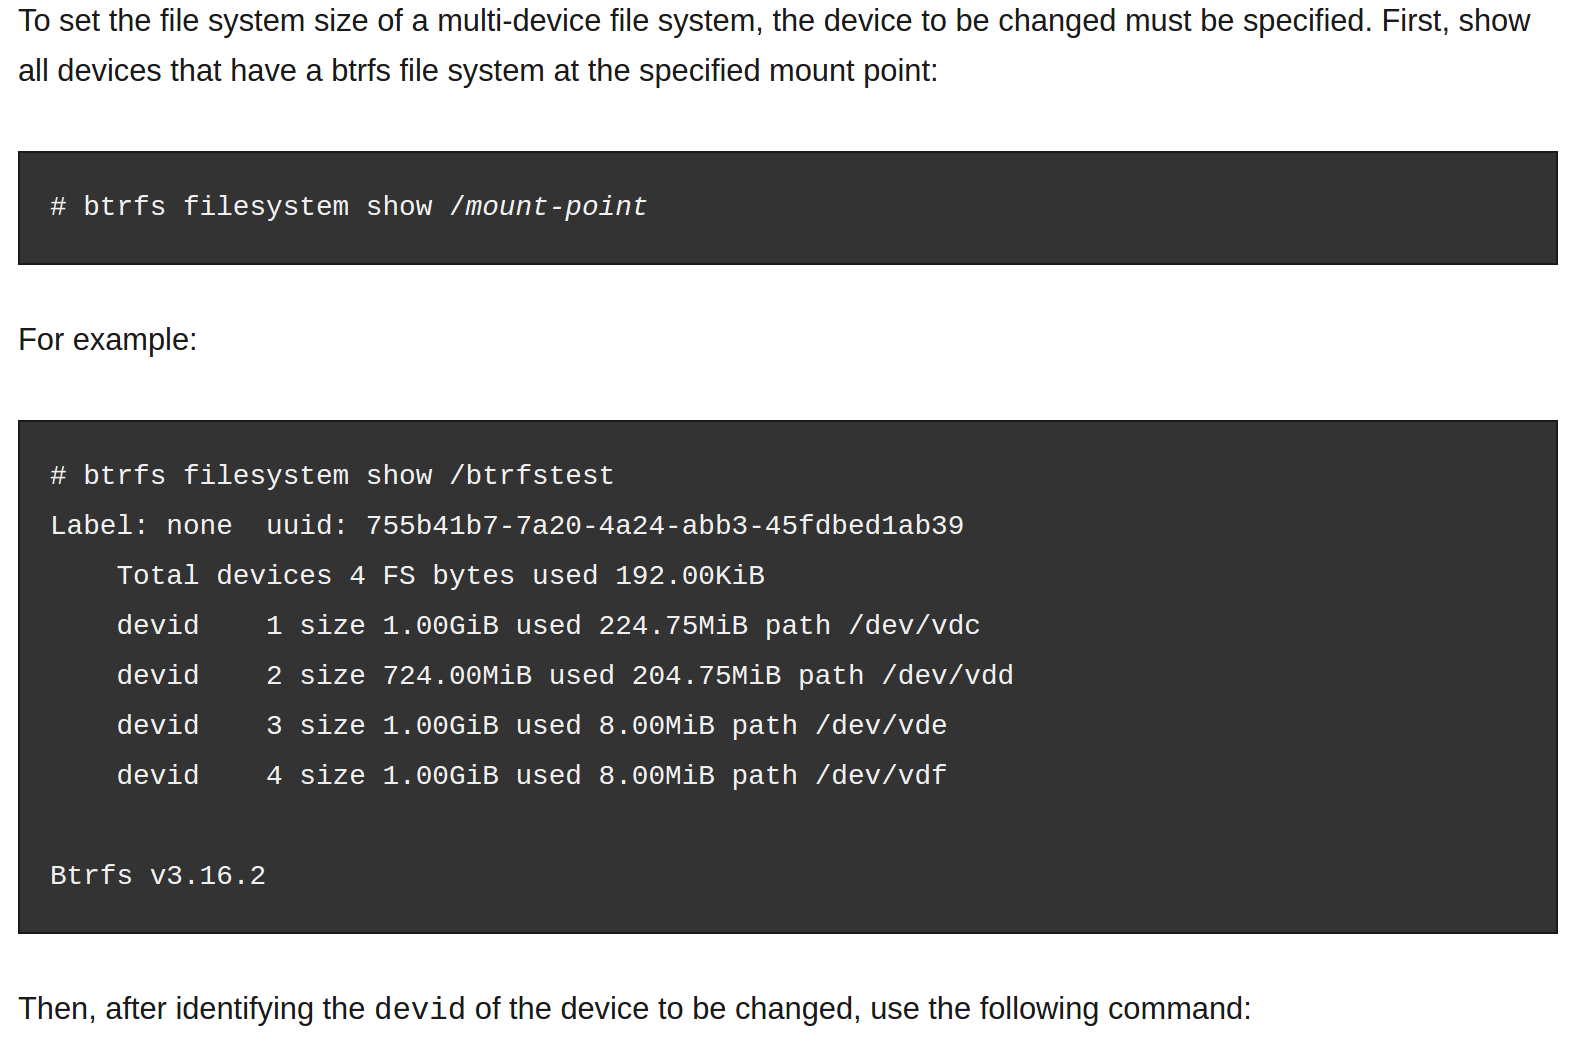 To set the file system size of a multi-device file system, the device to be changed must be specified. First, show
all devices that have a btrfs file system at the specified mount point:
# btrfs filesystem show /mount-point
For example:
# btrfs filesystem show /btrfstest
Label: none  uuid: 755b41b7-7a20-4a24-abb3-45fdbed1ab39
    Total devices 4 FS bytes used 192.00KiB
    devid    1 size 1.00GiB used 224.75MiB path /dev/vdc
    devid    2 size 724.00MiB used 204.75MiB path /dev/vdd
    devid    3 size 1.00GiB used 8.00MiB path /dev/vde
    devid    4 size 1.00GiB used 8.00MiB path /dev/vdf
Btrfs v3.16.2
Then, after identifying the devid of the device to be changed, use the following command: